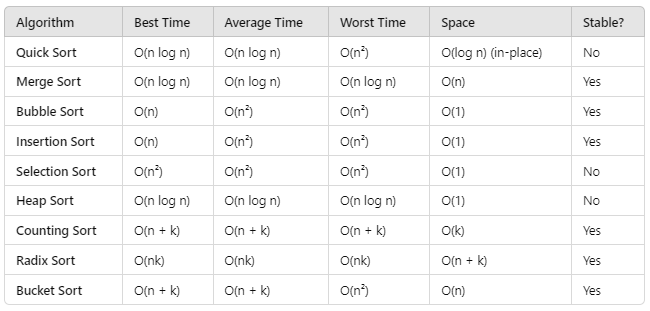 Algorithm Best Time Average Time Worst Time Space Stable?
Quick Sort O(n log n) O(n log n) O(n²) O(log n) (in-place) No
Merge Sort O(n log n) O(n log n) O(n log n) O(n) Yes
Bubble Sort O(n) O(n²) O(n²) O(1) Yes
Insertion Sort O(n) O(n²) O(n²) O(1) Yes
Selection Sort O(n²) O(n²) O(n²) O(1) No
Heap Sort O(n log n) O(n log n) O(n log n) O(1) No
Counting Sort O(n + k) O(n + k) O(n + k) O(k) Yes
Radix Sort O(nk) O(nk) O(nk) O(n + k) Yes
Bucket Sort O(n + k) O(n + k) O(n²) O(n) Yes